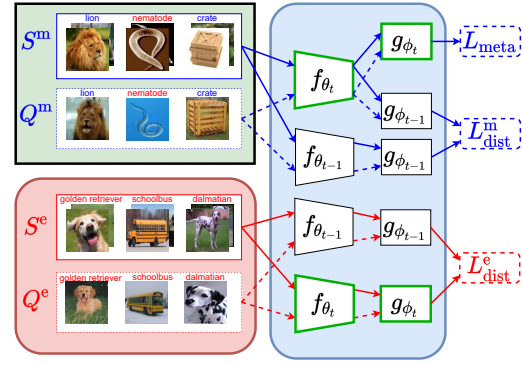 S^m
lion nematode crate
Q^m
lion nematode crate
S^e
golden retriever schoolbus dalmatian
Q^e
golden retriever schoolbus dalmatian
f_{θ_t}
g_{ϕ_t}
L_meta
g_{ϕ_{t-1}}
f_{θ_{t-1}}
g_{ϕ_{t-1}}
L^m_dist
f_{θ_{t-1}}
g_{ϕ_{t-1}}
L^e_dist
f_{θ_t}
g_{ϕ_t}